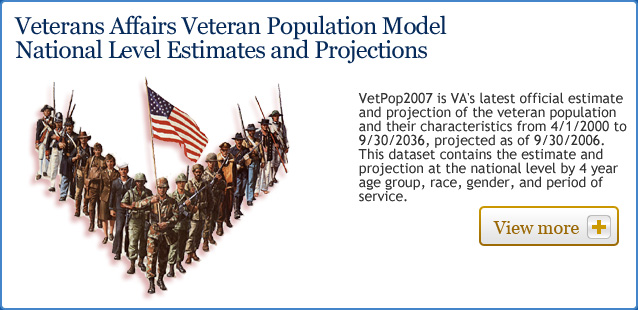 Veterans Affairs Veteran Population Model
National Level Estimates and Projections
VetPop2007 is VA's latest official estimate
and projection of the veteran population
and their characteristics from 4/1/2000 to
9/30/2036, projected as of 9/30/2006.
This dataset contains the estimate and
projection at the national level by 4 year
age group, race, gender, and period of
service.
View more